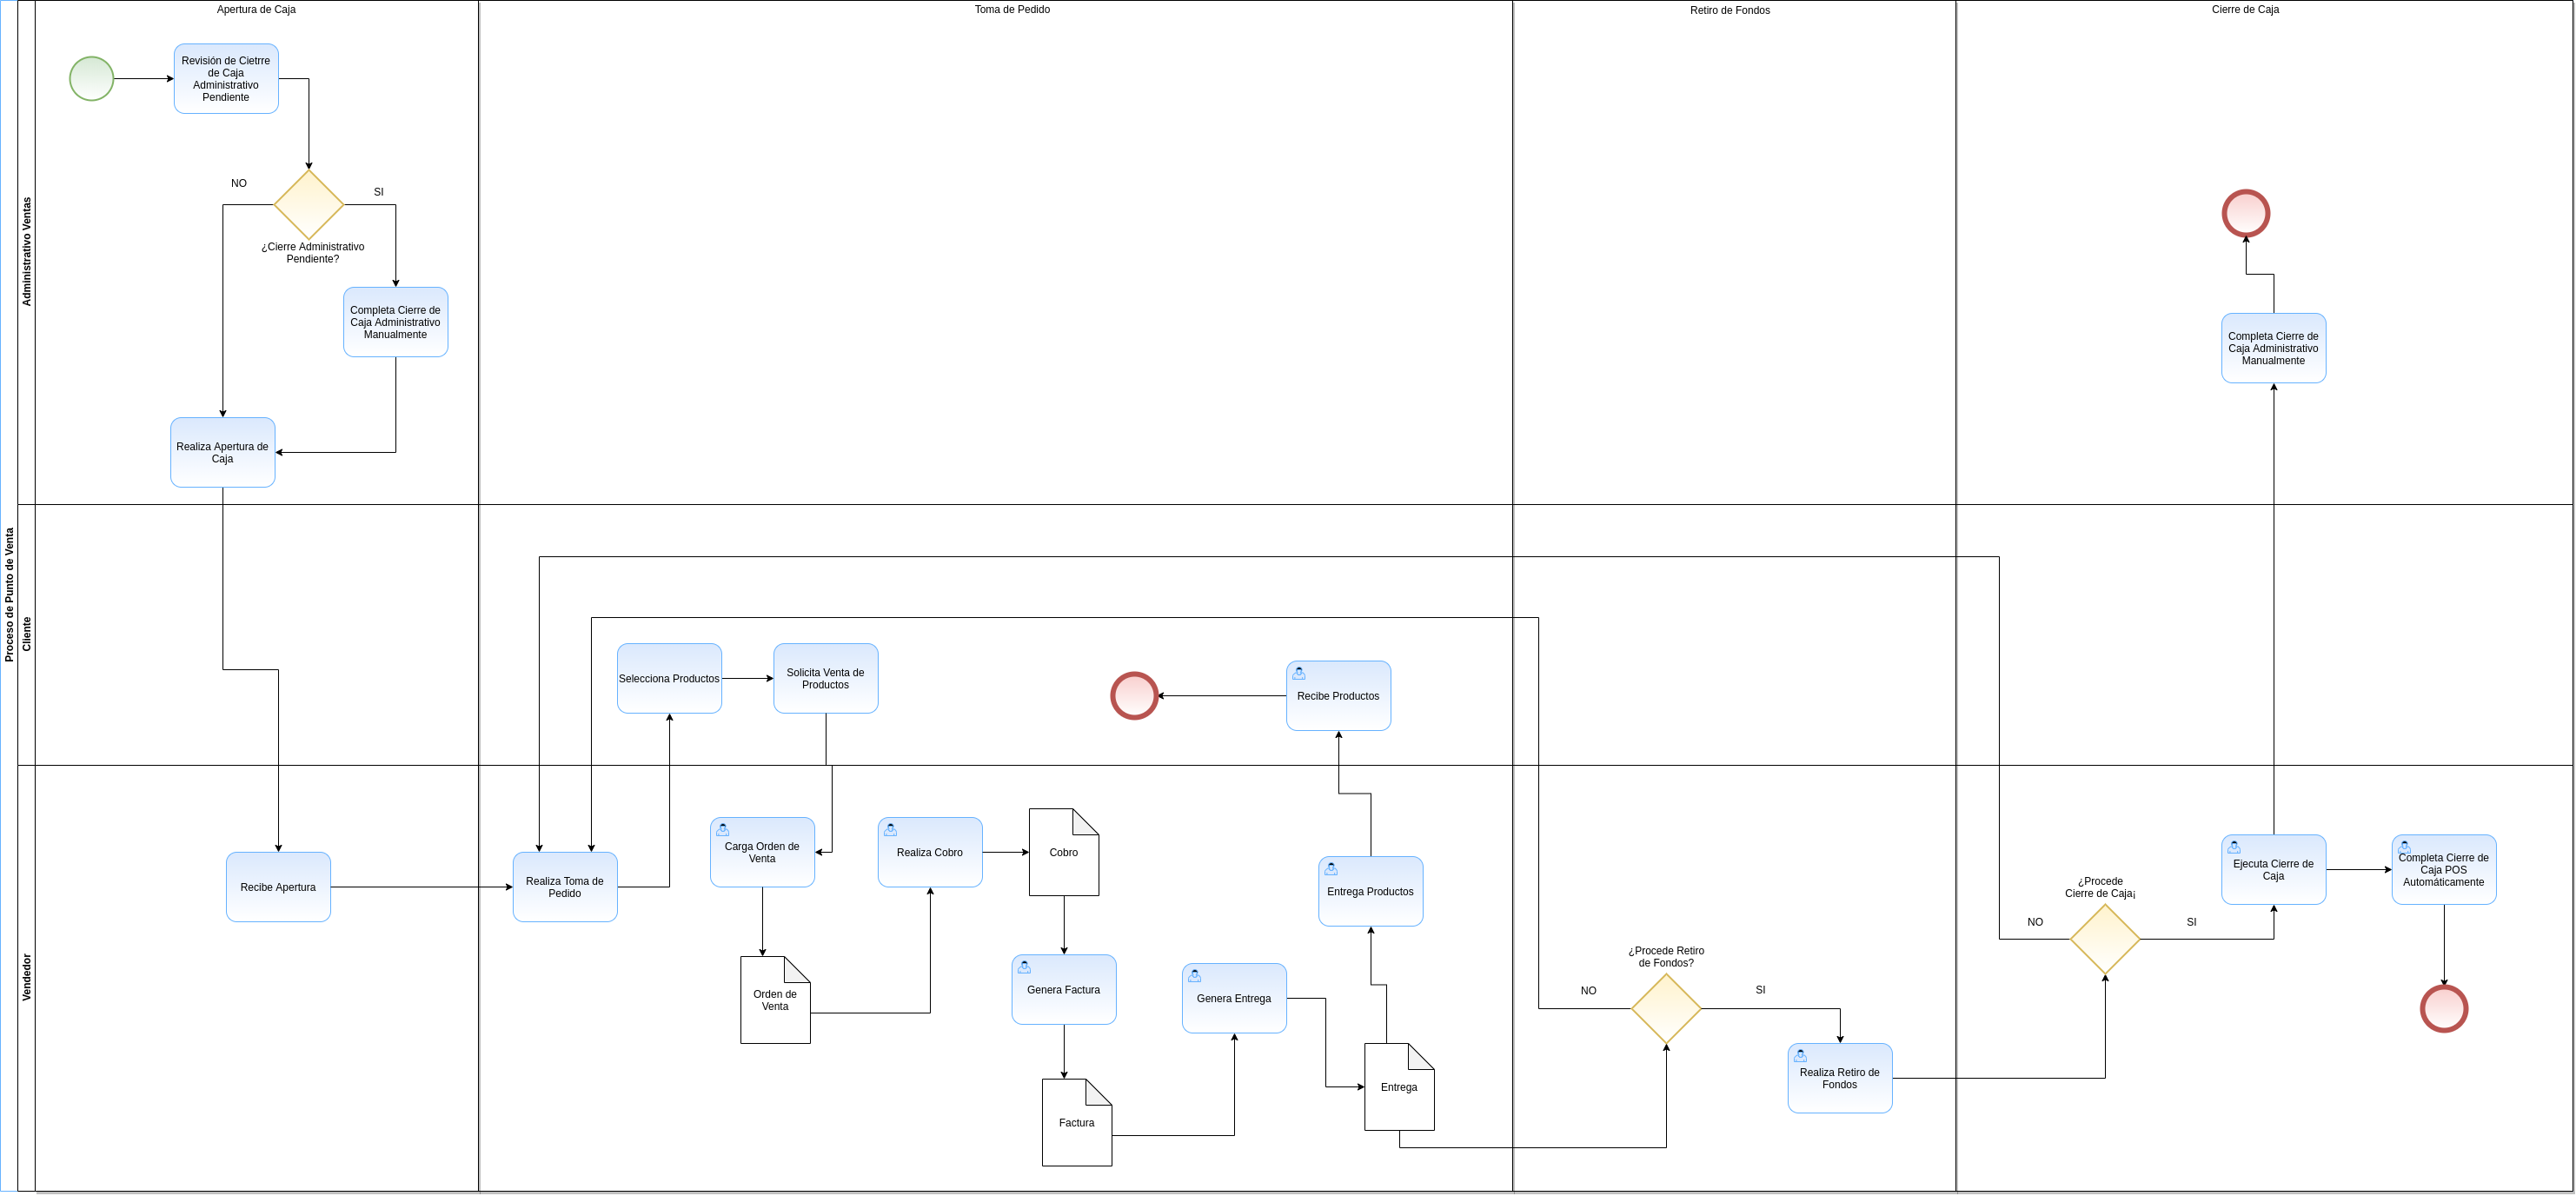 Apertura de Caja
Toma de Pedido
Retiro de Fondos
Cierre de Caja
Proceso de Punto de Venta
Administrativo Ventas
Revisión de Cietrre
de Caja
Administrativo
Pendiente
NO
SI
¿Cierre Administrativo
Pendiente?
Completa Cierre de
Caja Administrativo
Manualmente
Realiza Apertura de
Caja
Completa Cierre de
Caja Administrativo
Manualmente
Cliente
Selecciona Productos
Solicita Venta de
Productos
Recibe Productos
Vendedor
Recibe Apertura
Realiza Toma de
Pedido
Carga Orden de
Venta
Orden de
Venta
Realiza Cobro
Cobro
Genera Factura
Factura
Genera Entrega
Entrega
Entrega Productos
¿Procede Retiro
de Fondos?
NO
SI
Realiza Retiro de
Fondos
¿Procede
Cierre de Caja¡
NO
SI
Ejecuta Cierre de
Caja
Completa Cierre de
Caja POS
Automáticamente